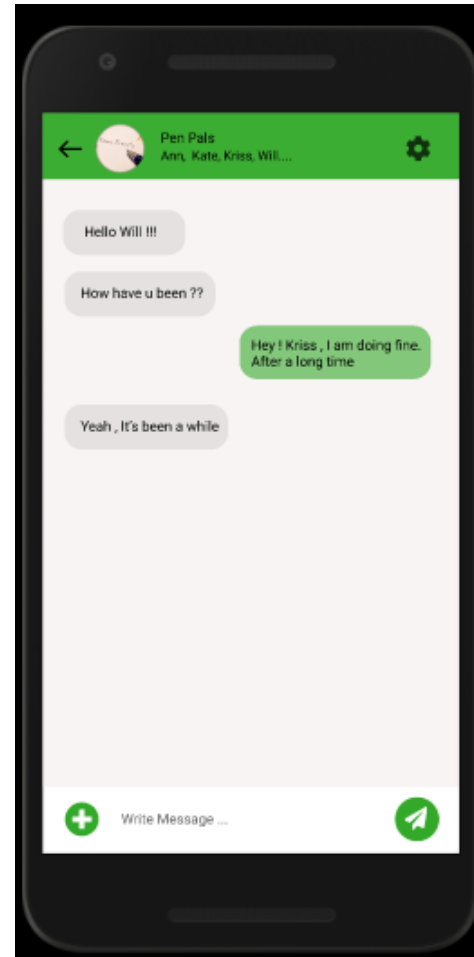 Pen Pals
Ann, Kate, Kriss, Will....
Hello Will !!!
How have u been ??
Hey ! Kriss , I am doing fine.
After a long time
Yeah , It's been a while
Write Message ...